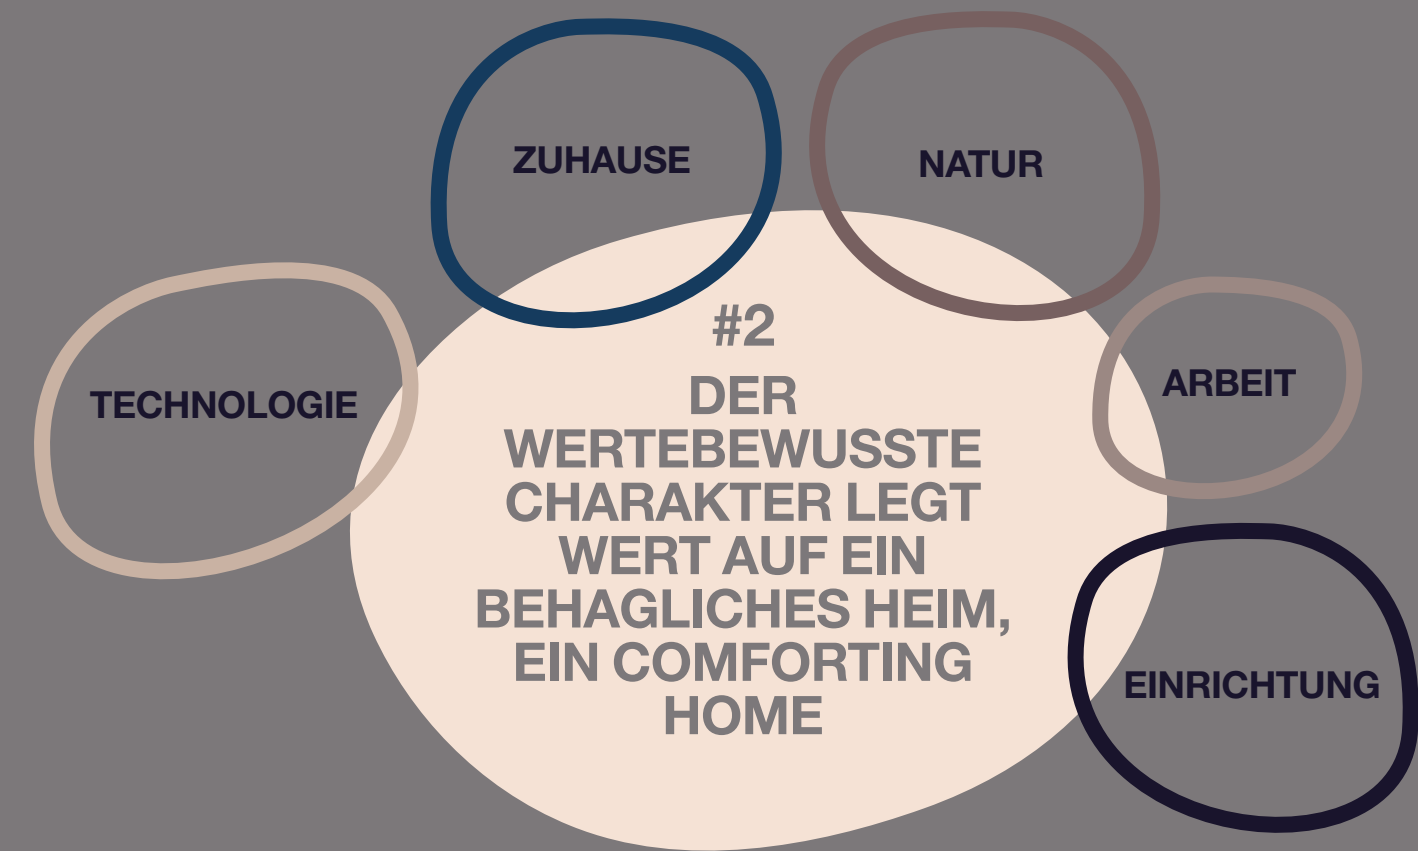 ZUHAUSE
NATUR
TECHNOLOGIE
ARBEIT
EINRICHTUNG
#2
DER
WERTEBEWUSSTE
CHARAKTER LEGT
WERT AUF EIN
BEHAGLICHES HEIM,
EIN COMFORTING
HOME